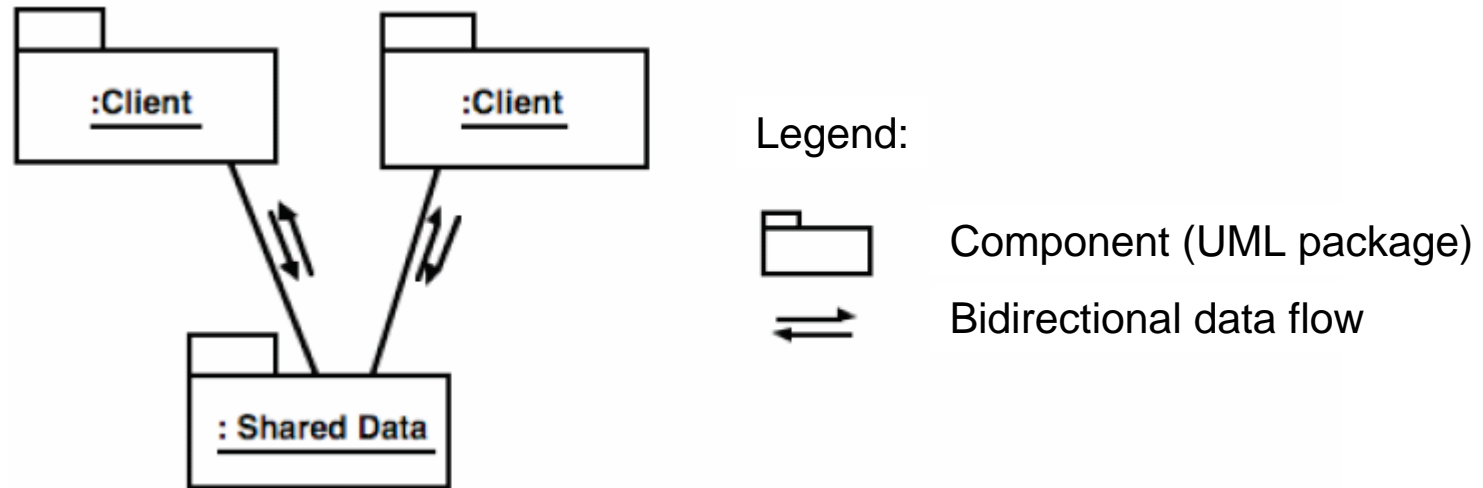 :Client
:Client
Legend:
Component (UML package)
Bidirectional data flow
: Shared Data